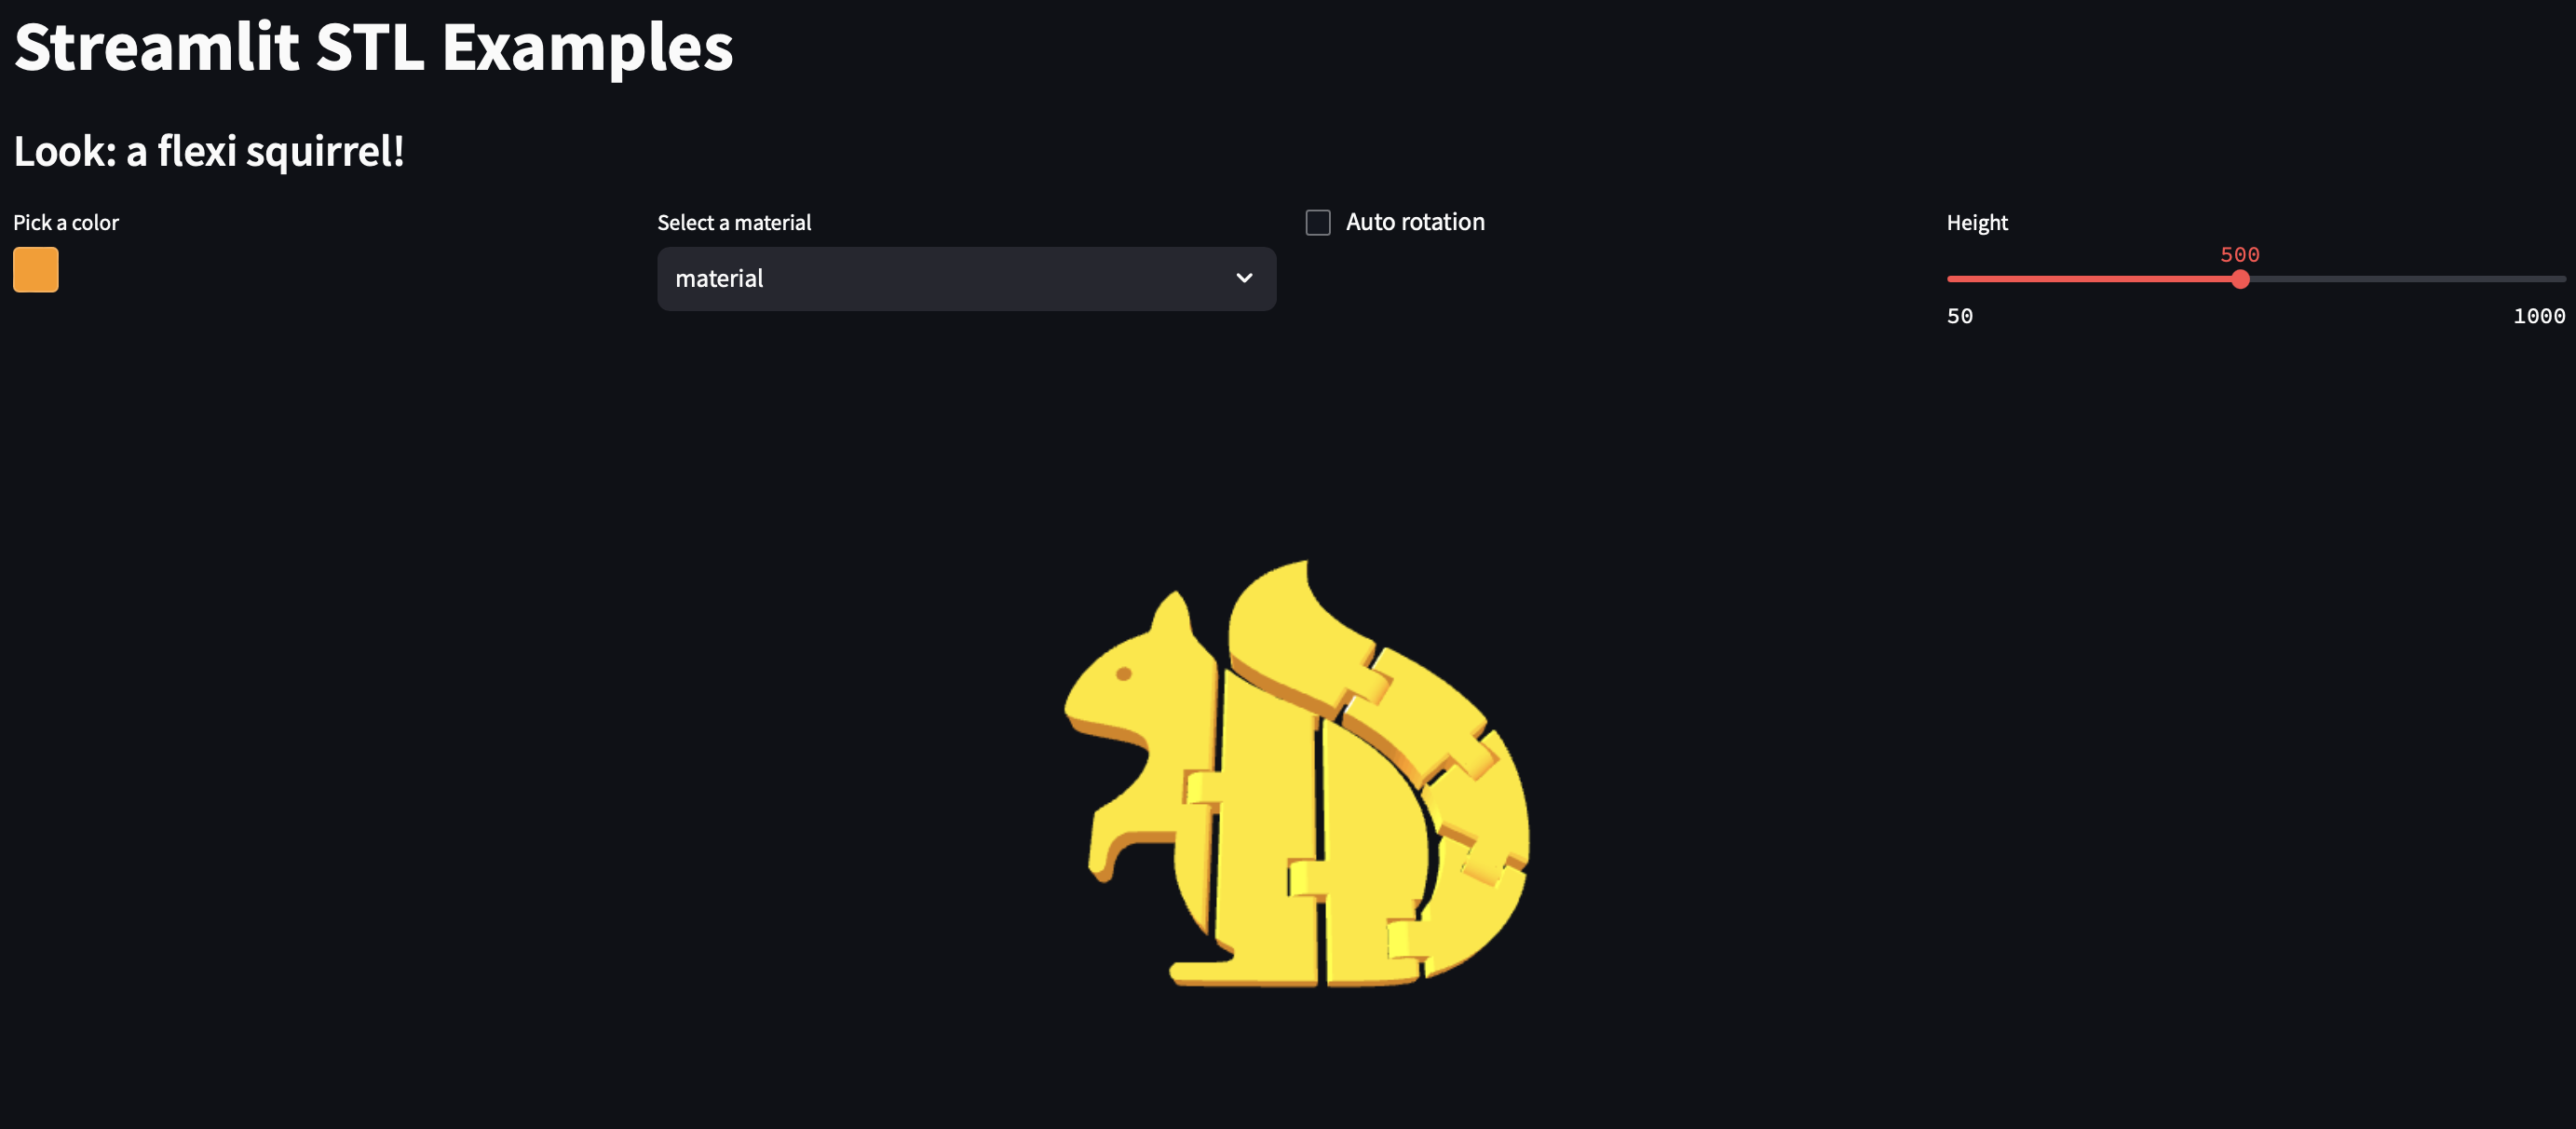 Streamlit STL Examples
Look: a flexi squirrel!
Pick a color
Select a material
material
Auto rotation
Height
500
50
1000